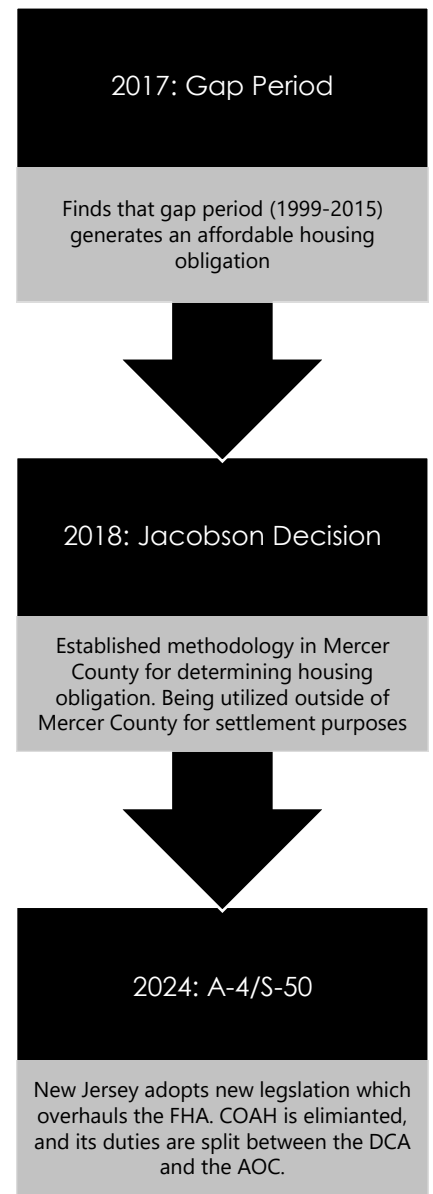 2017: Gap Period
Finds that gap period (1999-2015)
generates an affordable housing
obligation
2018: Jacobson Decision
Established methodology in Mercer
County for determining housing
obligation. Being utilized outside of
Mercer County for settlement purposes
2024: A-4/S-50
New Jersey adopts new legslation which
overhauls the FHA. COAH is elimianted,
and its duties are split between the DCA
and the AOC.